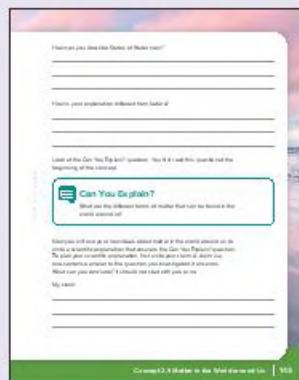 How can you describe States of Matter now?
How is your explanation different from before?
Look at the Can You Explain? question. You first read this question at the
beginning of the concept.
Can You Explain?
What are the different forms of matter that can be found in the
world around us?
Now you will use your new ideas about matter in the world around us to
write a scientific explanation that answers the Can You Explain? question.
To plan your scientific explanation, first write your claim. A claim is a
one-sentence answer to the question you investigated. It answers:
What can you conclude? It should not start with yes or no.
My claim:
Concept 2.1 Matter in the World around Us